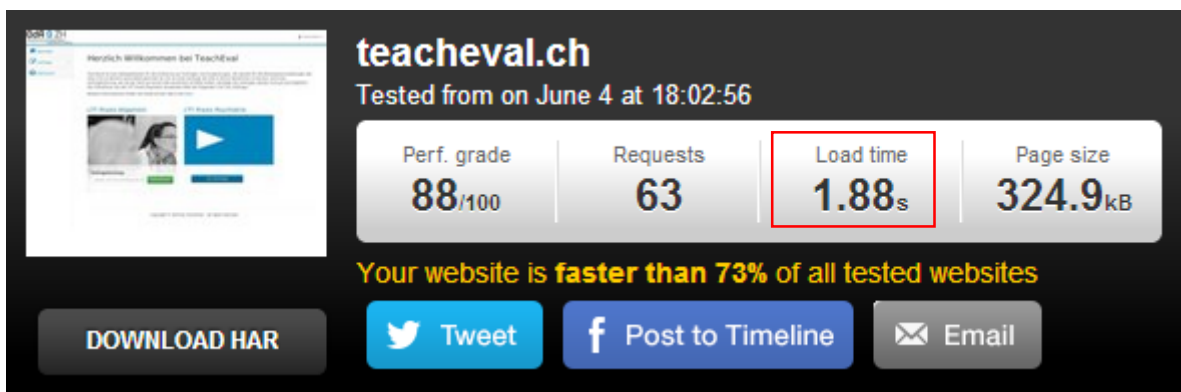 Herzlich Willkommen bei TeachEval
teacheval.ch
Tested from on June 4 at 18:02:56
Perf. grade
88/100
Requests
63
Load time
1.88s
Page size
324.9kB
Your website is faster than 73% of all tested websites
DOWNLOAD HAR
Tweet
Post to Timeline
Email